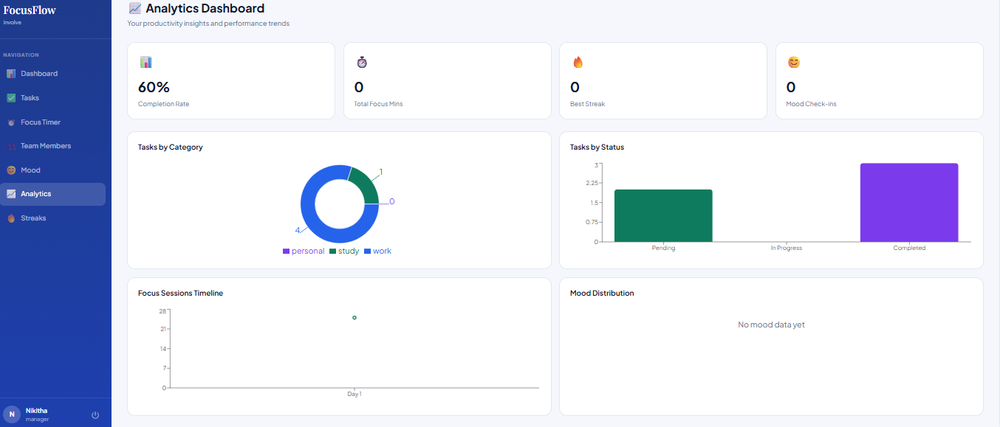 FocusFlow
Involve
NAVIGATION
Dashboard
Tasks
Focus Timer
Team Members
Mood
Analytics
Streaks
N
Nikitha
manager
Analytics Dashboard
Your productivity insights and performance trends
60%
Completion Rate
0
Total Focus Mins
0
Best Streak
0
Mood Check-ins
Tasks by Category
1
0
4
personal study work
Tasks by Status
3
2.25
1.5
0.75
0
Pending In Progress Completed
Focus Sessions Timeline
28
21
14
7
0
Day 1
Mood Distribution
No mood data yet